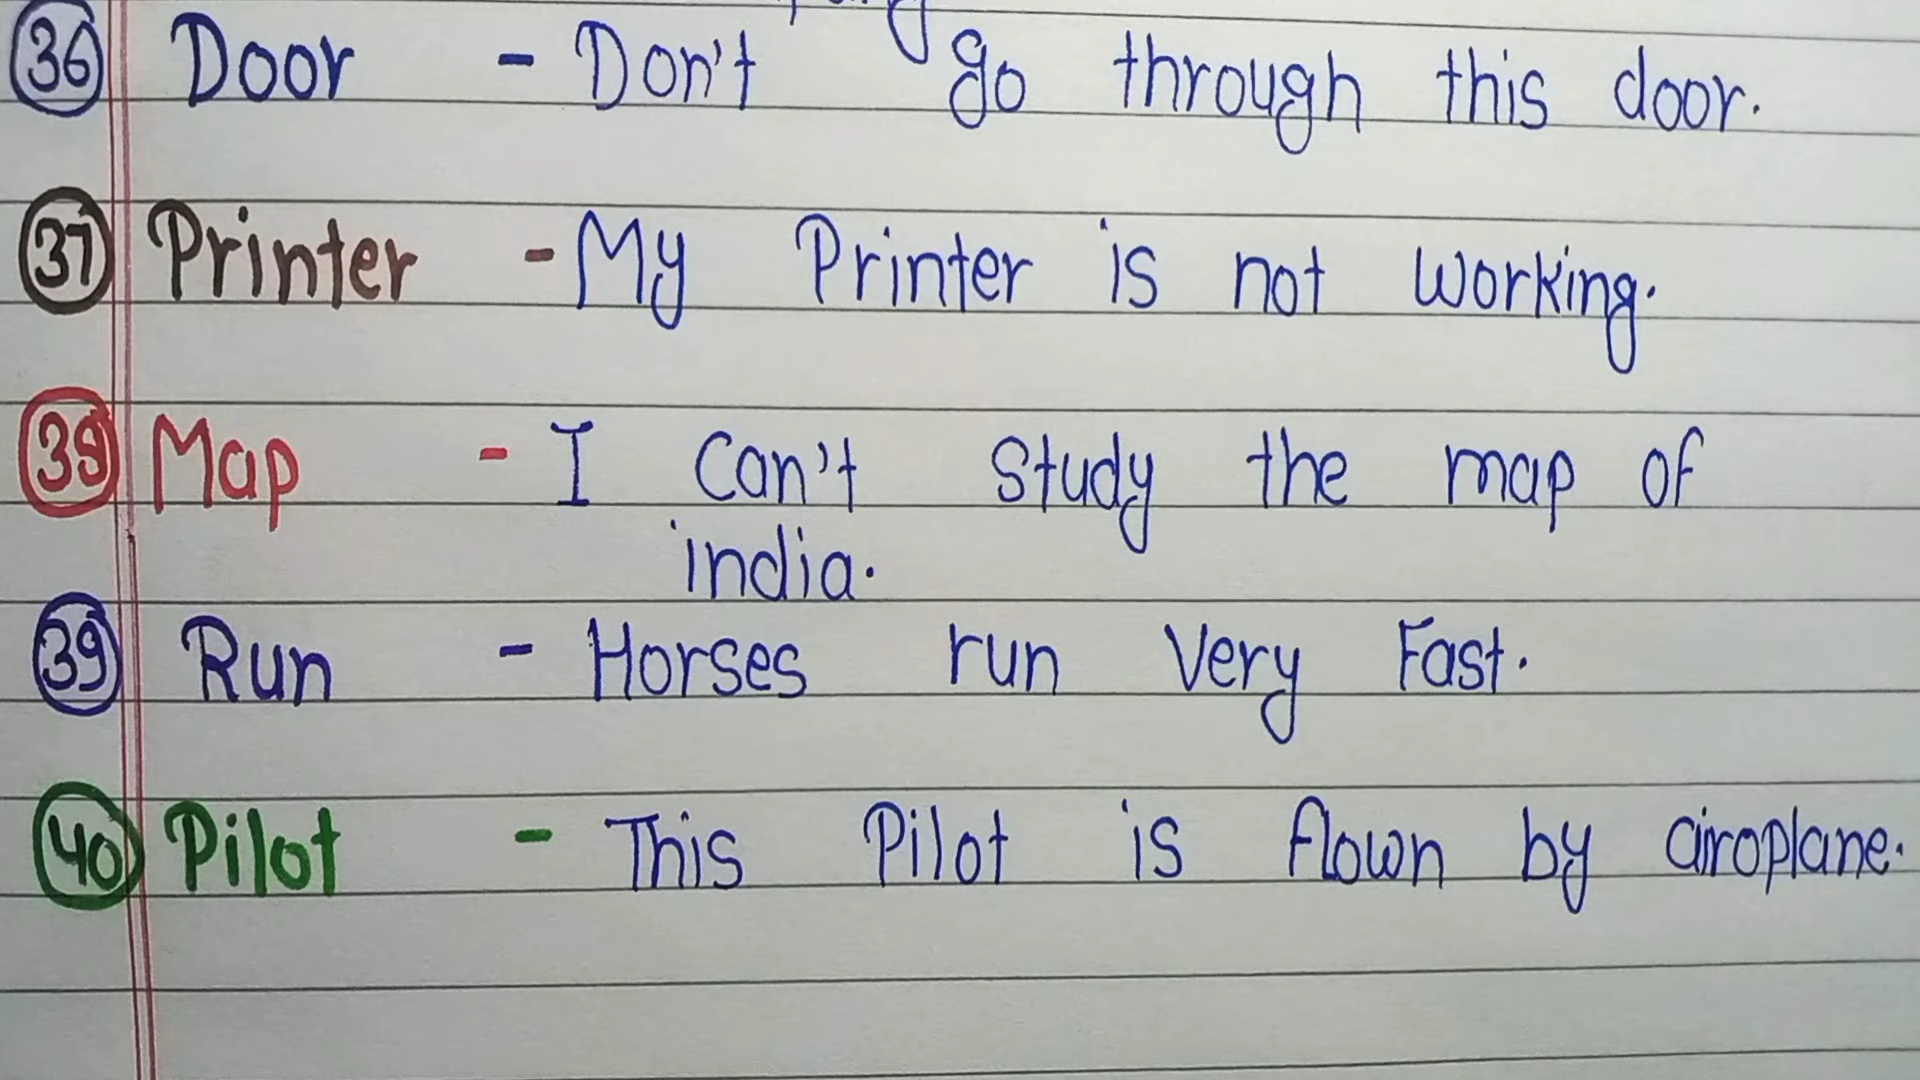 36 Door - Don't go through this door.
37 Printer - My Printer is not working.
38 Map - I Can't Study the map of
india.
39 Run - Horses run Very Fast.
40 Pilot - This Pilot is flown by airoplane.